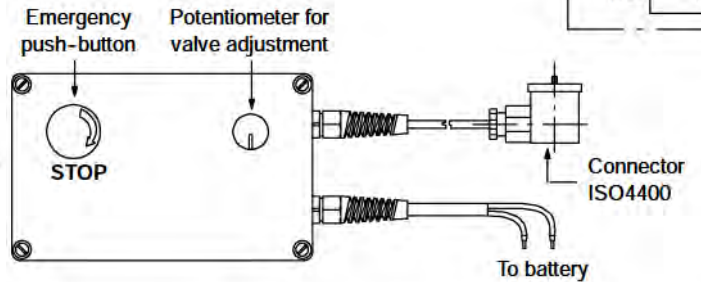 Emergency
push-button
Potentiometer for
valve adjustment
STOP
Connector
ISO4400
To battery